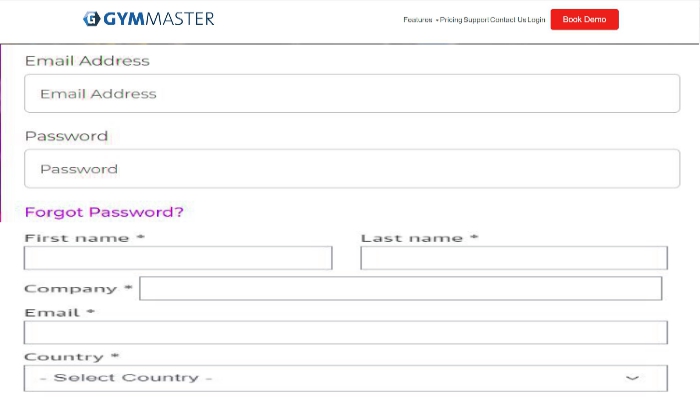 GYMMASTER
Features Pricing Support Contact Us Login Book Demo
Email Address
Email Address
Password
Password
Forgot Password?
First name * Last name *
Company *
Email *
Country *
- Select Country -